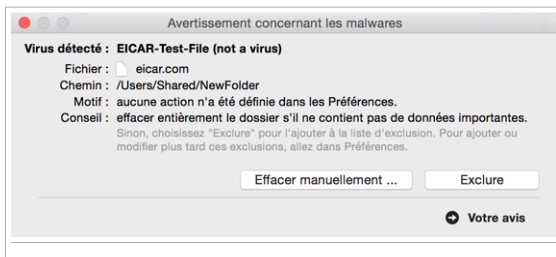 Avertissement concernant les malwares
Virus détecté : EICAR-Test-File (not a virus)
Fichier : eicar.com
Chemin : /Users/Shared/NewFolder
Motif : aucune action n'a été définie dans les Préférences.
Conseil : effacer entièrement le dossier s'il ne contient pas de données importantes.
Sinon, choisissez "Exclure" pour l'ajouter à la liste d'exclusion. Pour ajouter ou
modifier plus tard ces exclusions, allez dans Préférences.
Effacer manuellement ... Exclure
Votre avis